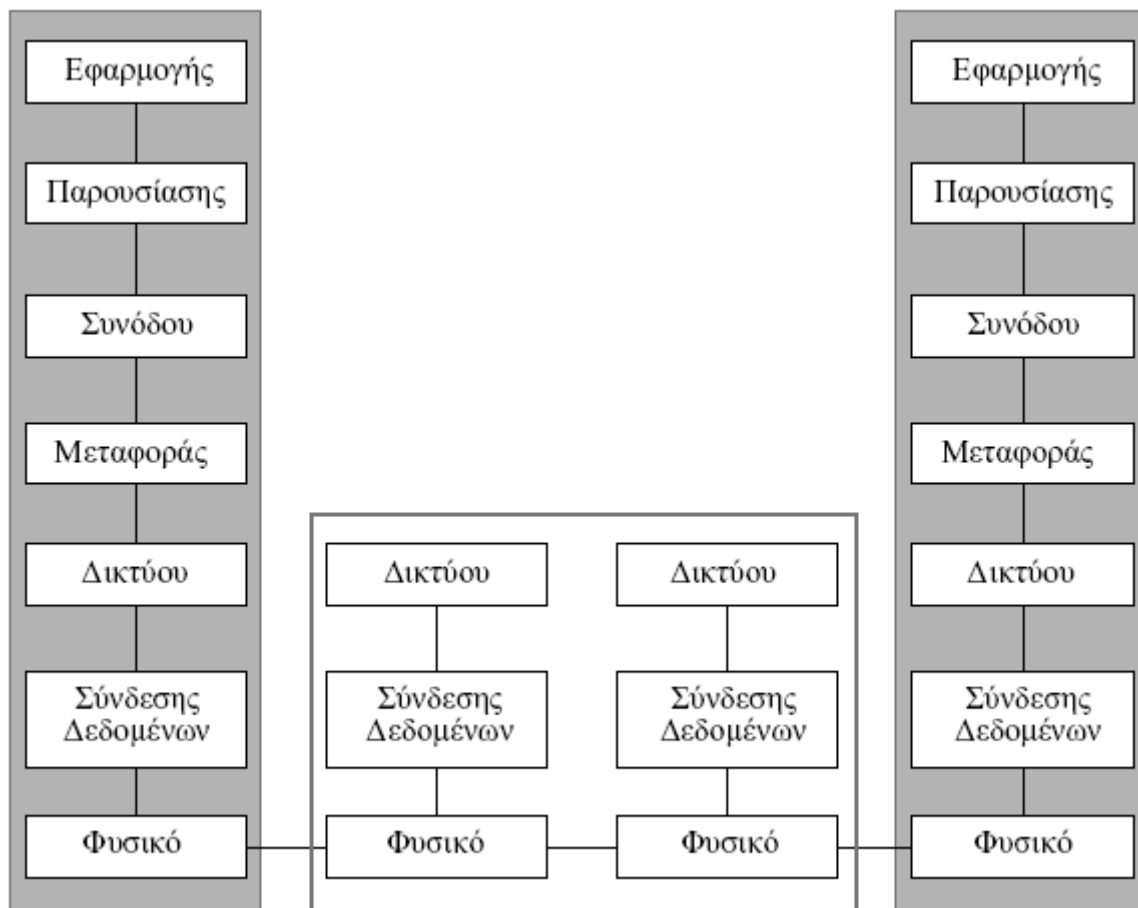 Εφαρμογής
Παρουσίασης
Συνόδου
Μεταφοράς
Δικτύου
Σύνδεσης
Δεδομένων
Φυσικό
Δικτύου
Σύνδεσης
Δεδομένων
Φυσικό
Δικτύου
Σύνδεσης
Δεδομένων
Φυσικό
Εφαρμογής
Παρουσίασης
Συνόδου
Μεταφοράς
Δικτύου
Σύνδεσης
Δεδομένων
Φυσικό